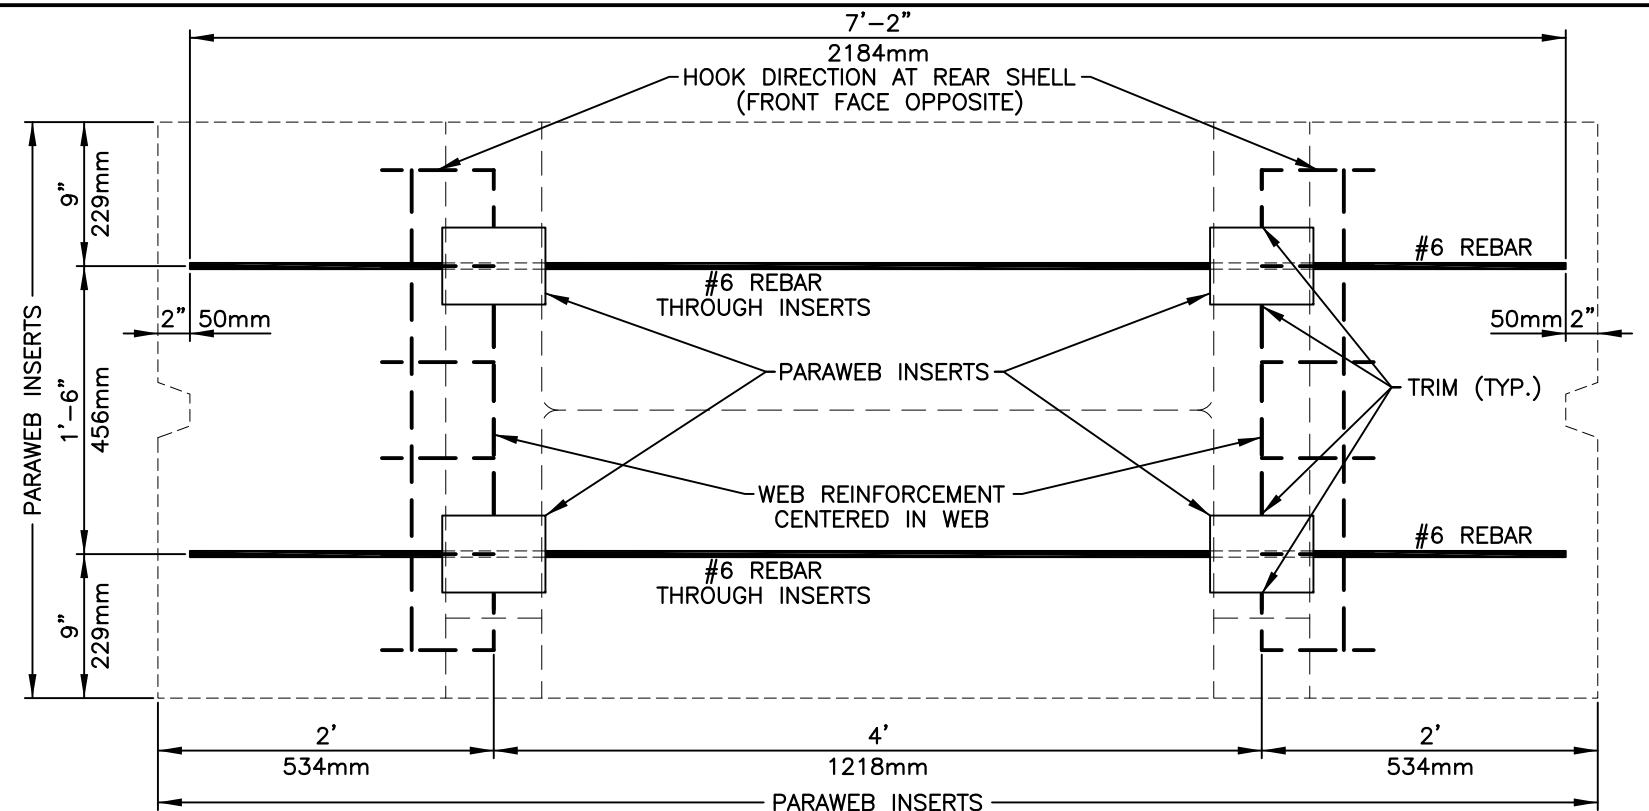 7'-2"
2184mm
HOOK DIRECTION AT REAR SHELL
(FRONT FACE OPPOSITE)
9"
229mm
#6 REBAR
#6 REBAR
THROUGH INSERTS
2" 50mm
50mm 2"
PARAWEB INSERTS
1'-6"
456mm
PARAWEB INSERTS
TRIM (TYP.)
WEB REINFORCEMENT
CENTERED IN WEB
#6 REBAR
#6 REBAR
THROUGH INSERTS
9"
229mm
2'
534mm
4'
1218mm
2'
534mm
PARAWEB INSERTS